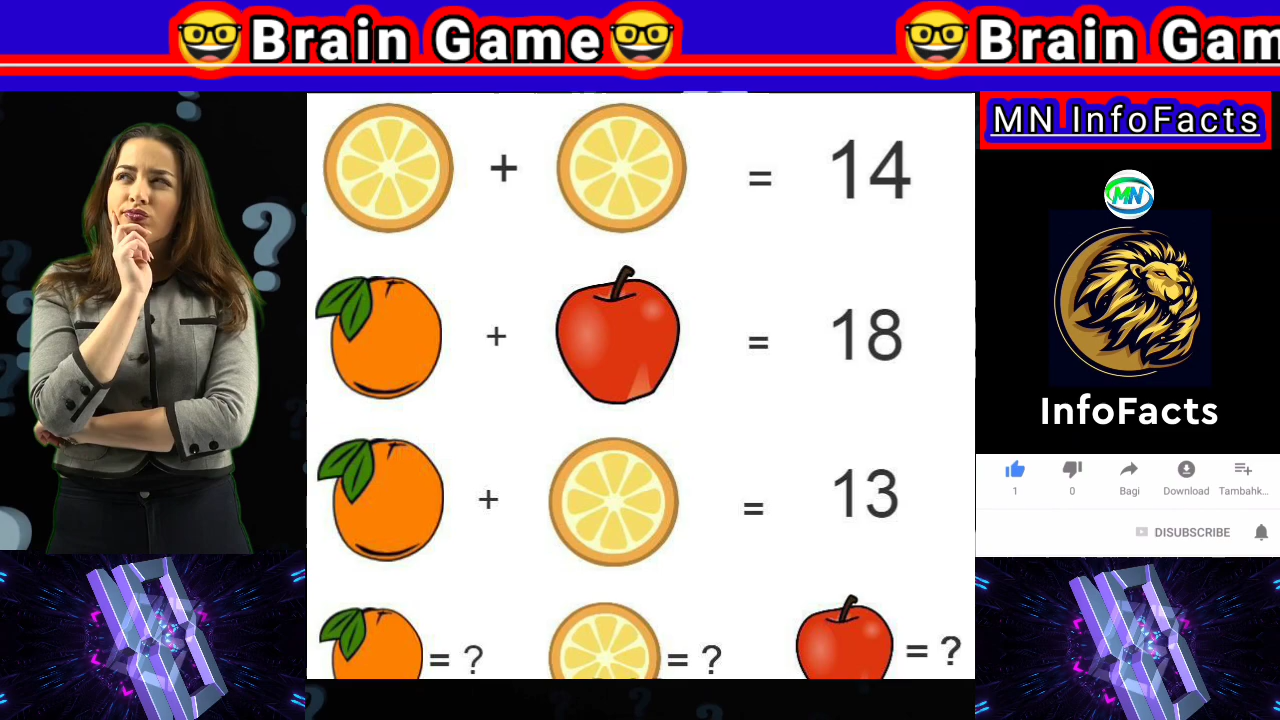 Brain Game Brain Gam
MN InfoFacts
MN
+ = 14
+ = 18
InfoFacts
+ = 13
1 0 Bagi Download Tambahk...
DISUBSCRIBE
= ? = ? = ?